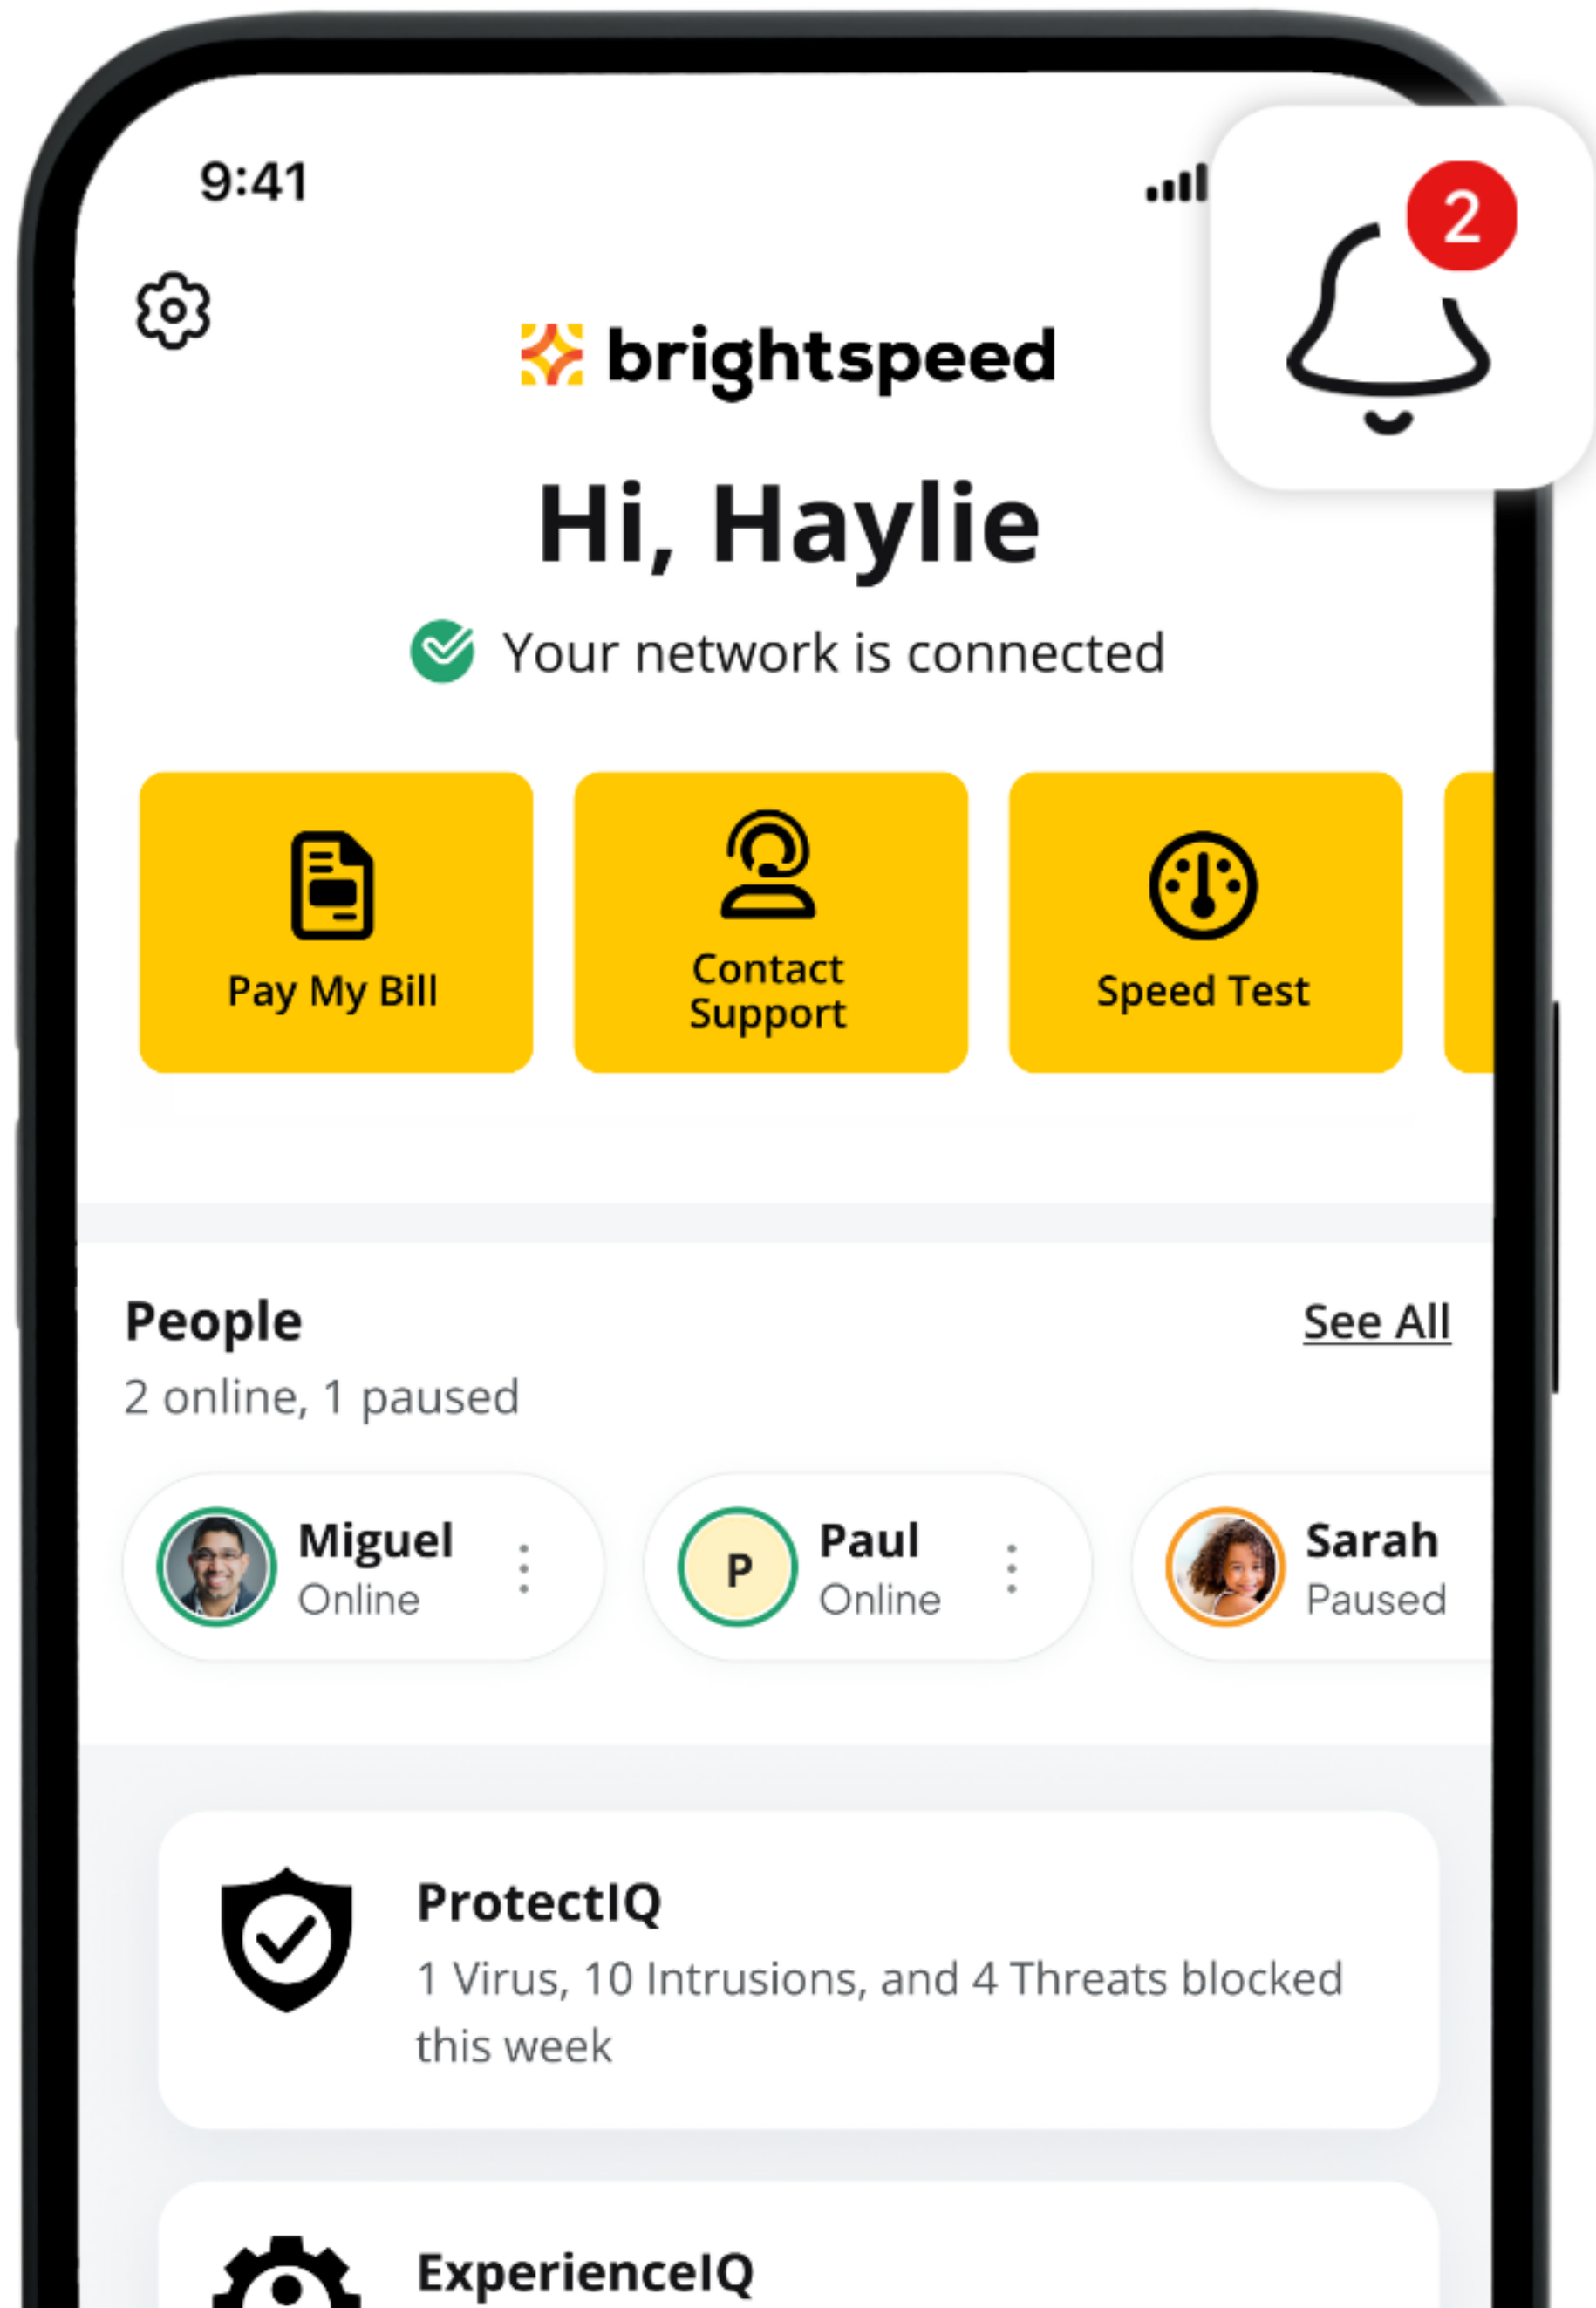 9:41
2
brightspeed
Hi, Haylie
Your network is connected
Pay My Bill
Contact
Support
Speed Test
People
See All
2 online, 1 paused
Miguel
Online
P
Paul
Online
Sarah
Paused
ProtectIQ
1 Virus, 10 Intrusions, and 4 Threats blocked
this week
ExperienceIQ